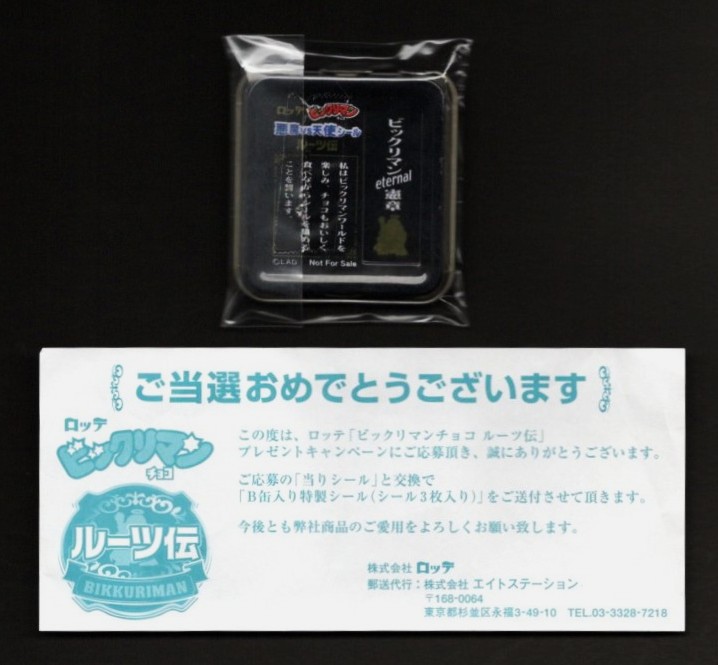 ロッテ ビックリマンチョコ
悪魔VS天使シール
ルーツ伝
ビックリマン
eternal
憲章
私はビックリマンワールドを
楽しみ、チョコもおいしく
ことを誓います。
©LAD Not For Sale
ご当選おめでとうございます
ロッテ
ビックリマン
チョコ
ルーツ伝
BIKKURIMAN
この度は、ロッテ「ビックリマンチョコ ルーツ伝」
プレゼントキャンペーンにご応募頂き、誠にありがとうございます。
ご応募の「当りシール」と交換で
「B缶入り特製シール(シール3枚入り)」をご送付させて頂きます。
今後とも弊社商品のご愛用をよろしくお願い致します。
株式会社 ロッテ
郵送代行：株式会社 エイトステーション
〒168-0064
東京都杉並区永福3-49-10 TEL.03-3328-7218